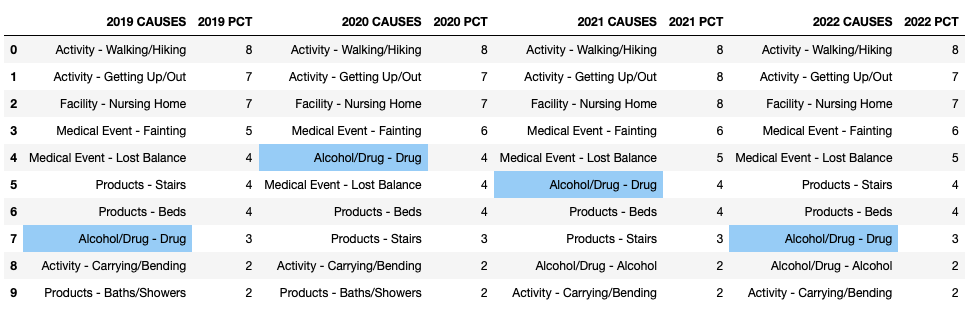 2019 CAUSES 2019 PCT 2020 CAUSES 2020 PCT 2021 CAUSES 2021 PCT 2022 CAUSES 2022 PCT
0 Activity - Walking/Hiking 8 Activity - Walking/Hiking 8 Activity - Walking/Hiking 8 Activity - Walking/Hiking 8
1 Activity - Getting Up/Out 7 Activity - Getting Up/Out 7 Activity - Getting Up/Out 8 Activity - Getting Up/Out 7
2 Facility - Nursing Home 7 Facility - Nursing Home 7 Facility - Nursing Home 8 Facility - Nursing Home 7
3 Medical Event - Fainting 5 Medical Event - Fainting 6 Medical Event - Fainting 6 Medical Event - Fainting 6
4 Medical Event - Lost Balance 4 Alcohol/Drug - Drug 4 Medical Event - Lost Balance 5 Medical Event - Lost Balance 5
5 Products - Stairs 4 Medical Event - Lost Balance 4 Alcohol/Drug - Drug 4 Products - Stairs 4
6 Products - Beds 4 Products - Beds 4 Products - Beds 4 Products - Beds 4
7 Alcohol/Drug - Drug 3 Products - Stairs 3 Products - Stairs 3 Alcohol/Drug - Drug 3
8 Activity - Carrying/Bending 2 Activity - Carrying/Bending 2 Alcohol/Drug - Alcohol 2 Alcohol/Drug - Alcohol 2
9 Products - Baths/Showers 2 Products - Baths/Showers 2 Activity - Carrying/Bending 2 Activity - Carrying/Bending 2